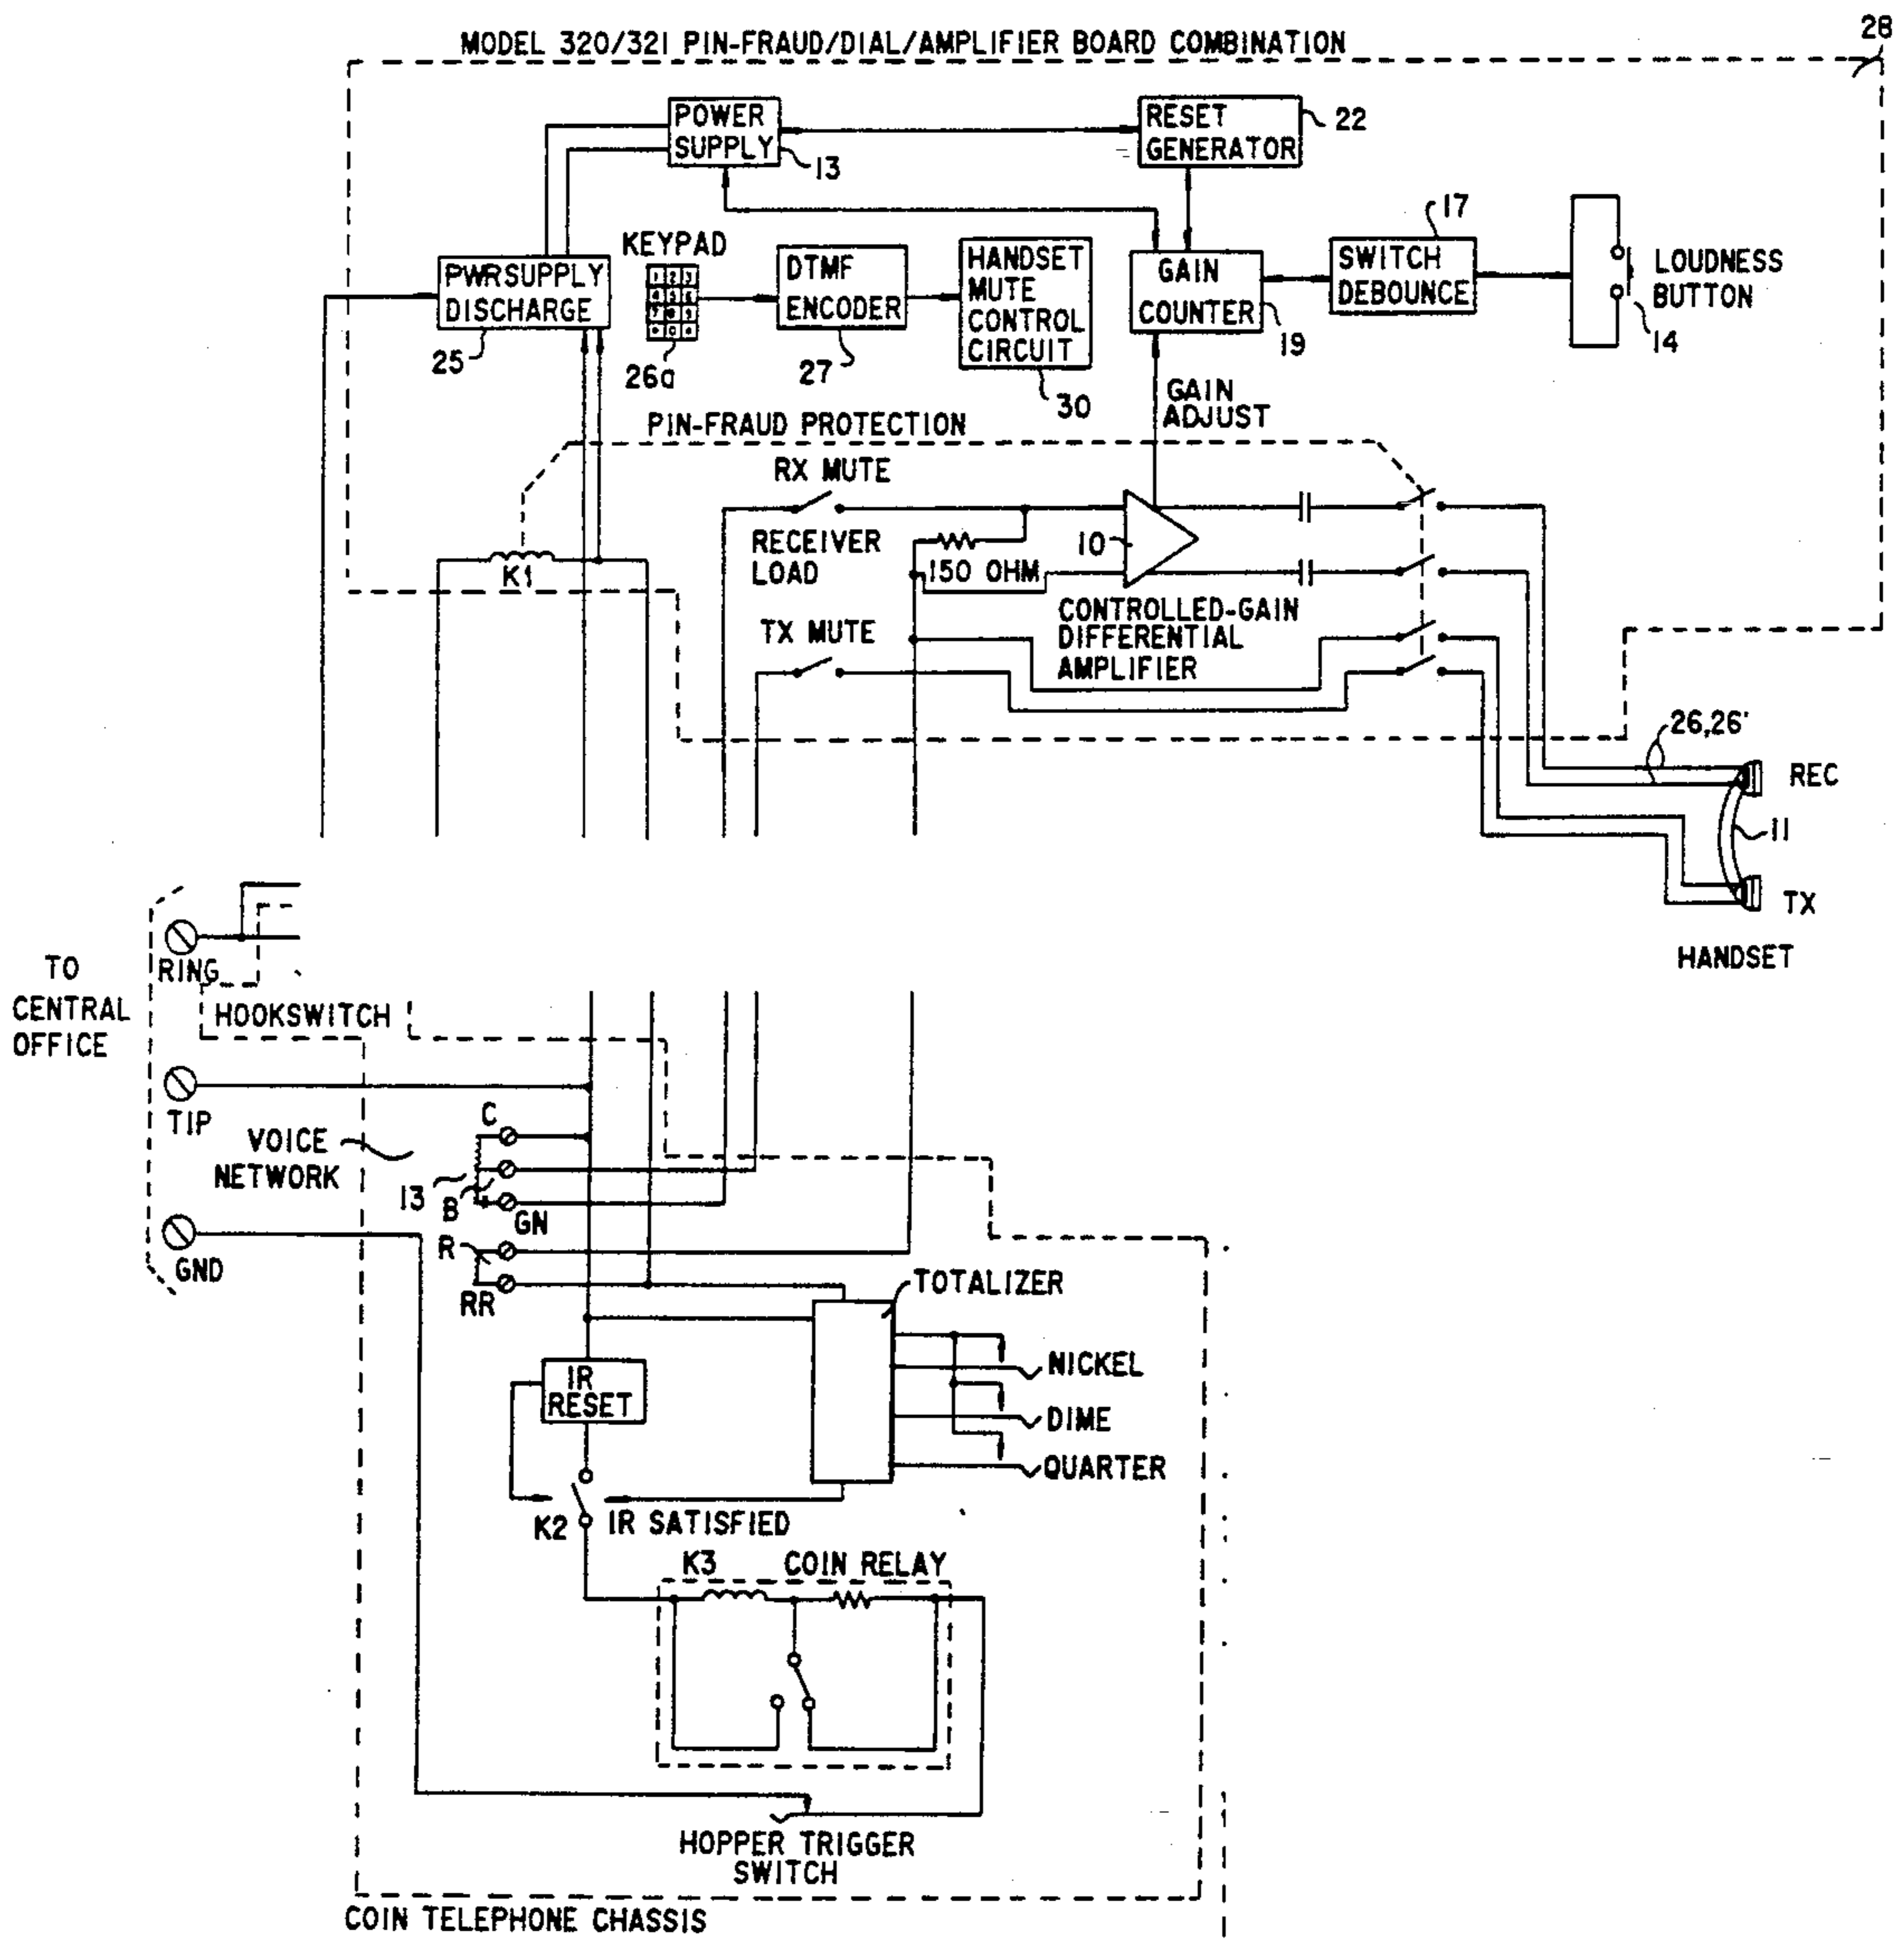 28
MODEL 320/321 PIN-FRAUD/DIAL/AMPLIFIER BOARD COMBINATION
POWER
SUPPLY
13
RESET
GENERATOR
22
KEYPAD
PWR SUPPLY
DISCHARGE
25
26a
DTMF
ENCODER
27
HANDSET
MUTE
CONTROL
CIRCUIT
30
GAIN
COUNTER
19
17
SWITCH
DEBOUNCE
LOUDNESS
BUTTON
14
GAIN
ADJUST
PIN-FRAUD PROTECTION
RX MUTE
RECEIVER
LOAD
150 OHM
10
K1
TX MUTE
CONTROLLED-GAIN
DIFFERENTIAL
AMPLIFIER
26,26'
REC
11
TX
HANDSET
TO
CENTRAL
OFFICE
RING
HOOKSWITCH
TIP
VOICE
NETWORK
C
13
B
GN
GND
R
RR
TOTALIZER
NICKEL
DIME
QUARTER
IR
RESET
K2
IR SATISFIED
K3
COIN RELAY
HOPPER TRIGGER
SWITCH
COIN TELEPHONE CHASSIS